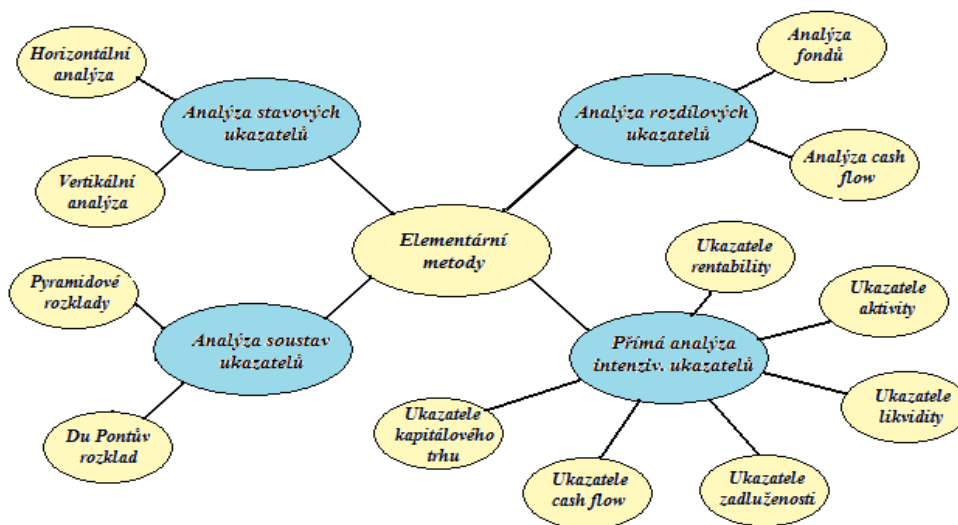 Horizontální
analýza
Analýza stavových
ukazatelů
Vertikální
analýza
Analýza
fondů
Analýza rozdílových
ukazatelů
Analýza cash
flow
Elementární
metody
Pyramidové
rozklady
Analýza soustav
ukazatelů
Du Pontův
rozklad
Ukazatele
rentability
Ukazatele
aktivity
Přímá analýza
intenziv. ukazatelů
Ukazatele
likvidity
Ukazatele
kapitálového
trhu
Ukazatele
cash flow
Ukazatele
zadluženosti